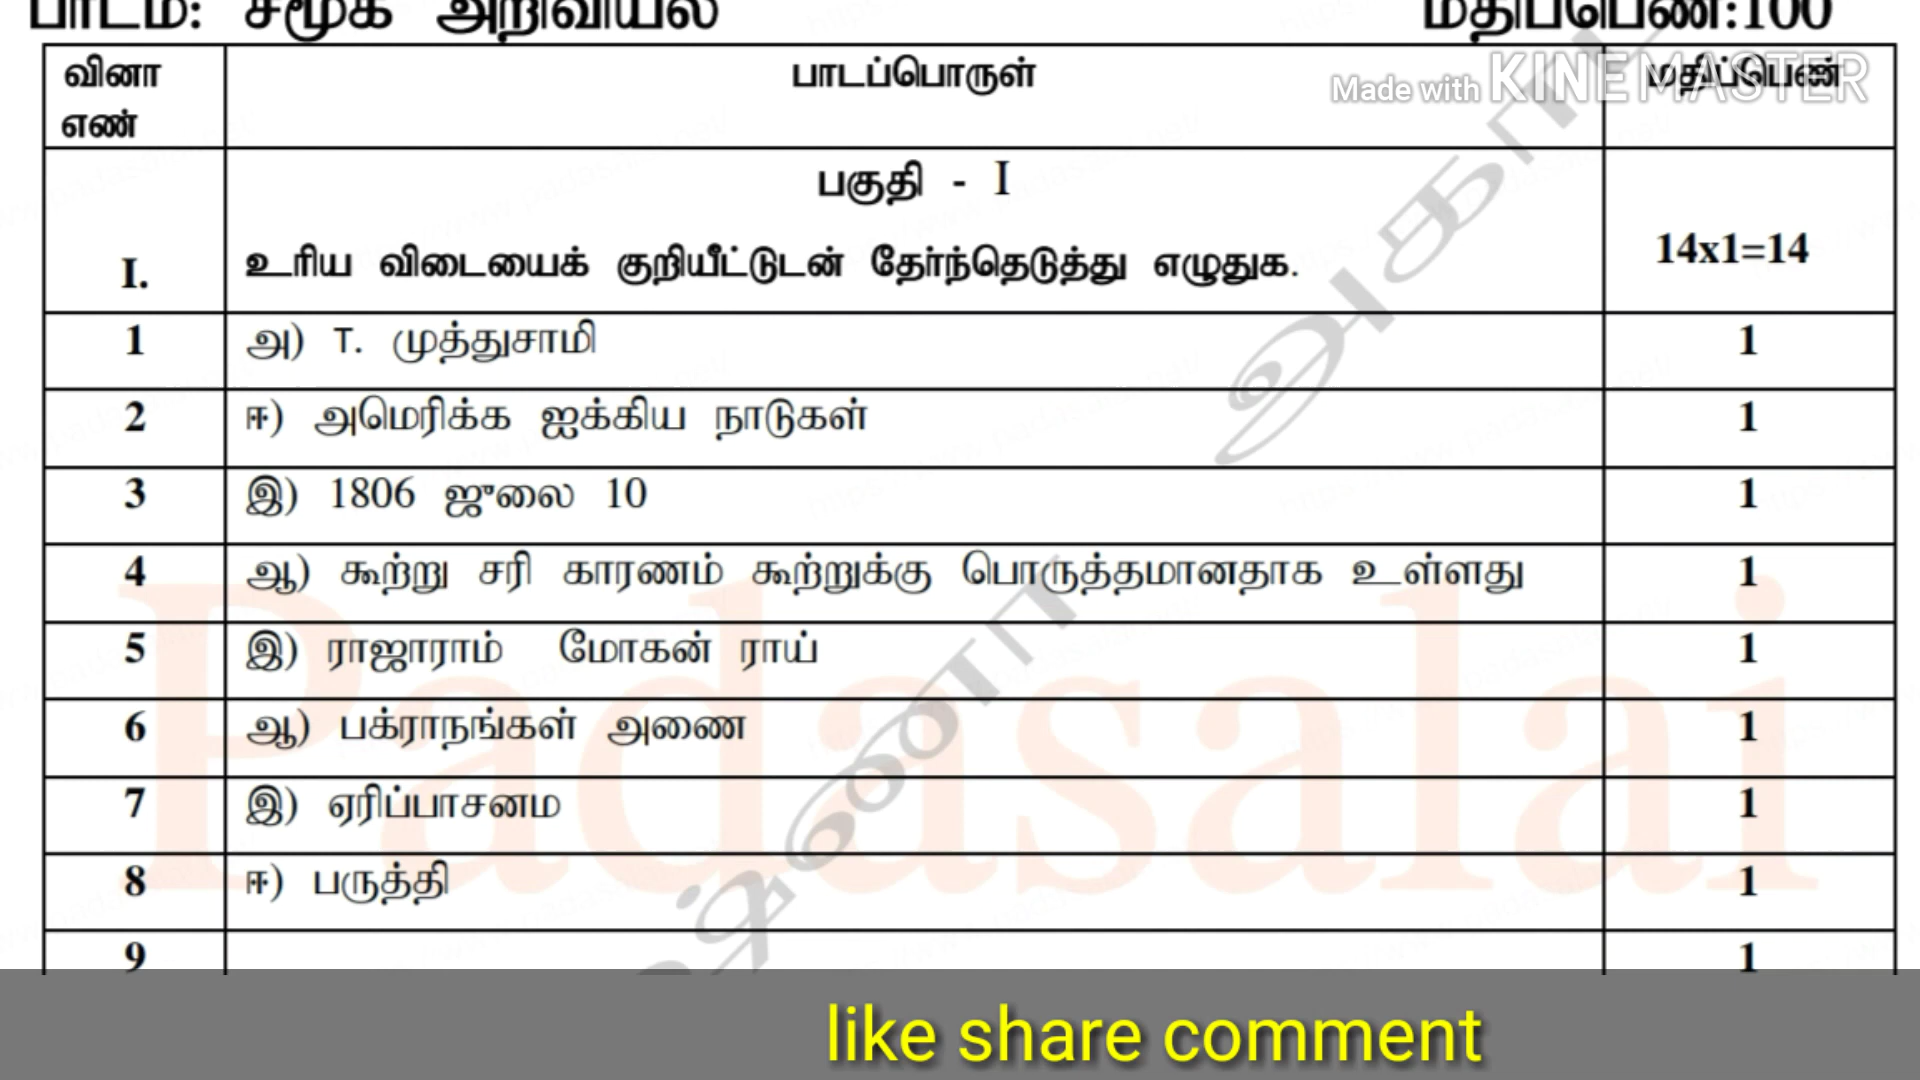 பாடம்: சமூக அறிவியல் மதிப்பெண்:100
வினா எண் பாடப்பொருள் மதிப்பெண்
Made with KINEMASTER
பகுதி - I
I. உரிய விடையைக் குறியீட்டுடன் தேர்ந்தெடுத்து எழுதுக. 14x1=14
1 அ) T. முத்துசாமி 1
2 ஈ) அமெரிக்க ஐக்கிய நாடுகள் 1
3 இ) 1806 ஜுலை 10 1
4 ஆ) கூற்று சரி காரணம் கூற்றுக்கு பொருத்தமானதாக உள்ளது 1
5 இ) ராஜாராம் மோகன் ராய் 1
6 ஆ) பக்ராநங்கள் அணை 1
7 இ) ஏரிப்பாசனம 1
8 ஈ) பருத்தி 1
9 1
Padasalai
like share comment